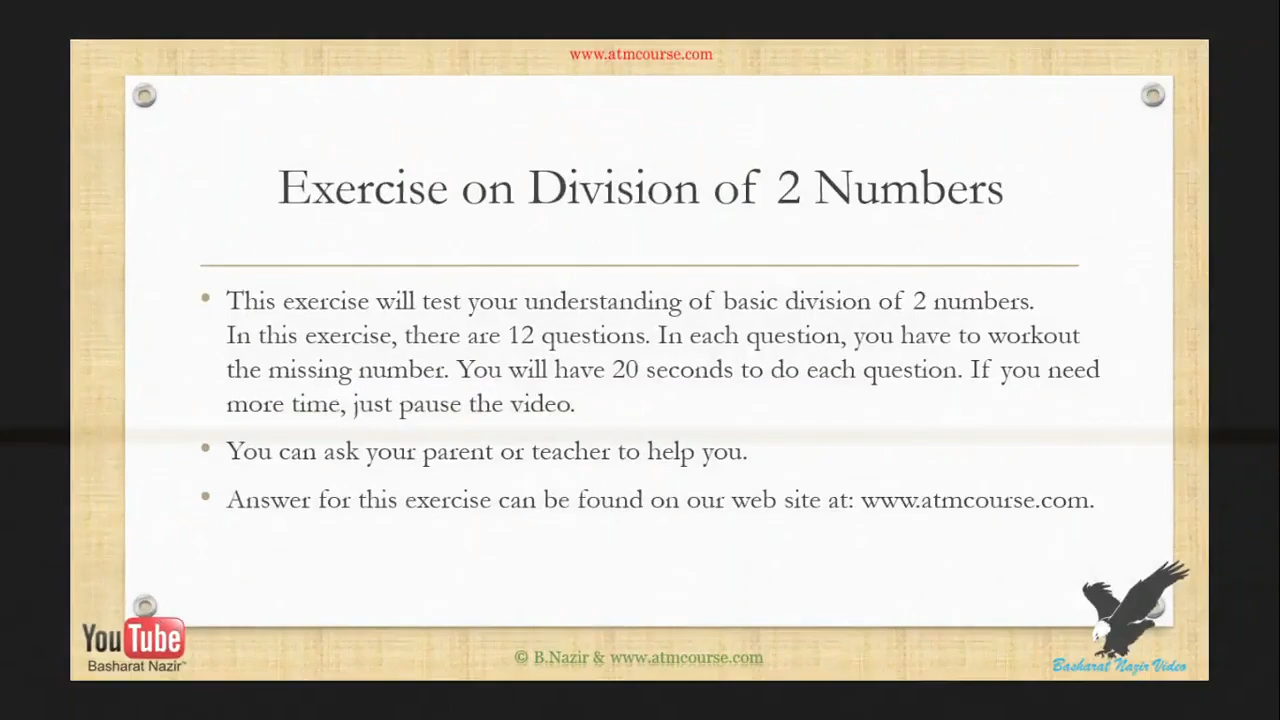 www.atmcourse.com
Exercise on Division of 2 Numbers
• This exercise will test your understanding of basic division of 2 numbers.
In this exercise, there are 12 questions. In each question, you have to workout
the missing number. You will have 20 seconds to do each question. If you need
more time, just pause the video.
• You can ask your parent or teacher to help you.
• Answer for this exercise can be found on our web site at: www.atmcourse.com.
YouTube
Basharat Nazir™
© B.Nazir & www.atmcourse.com
Basharat Nazir Video